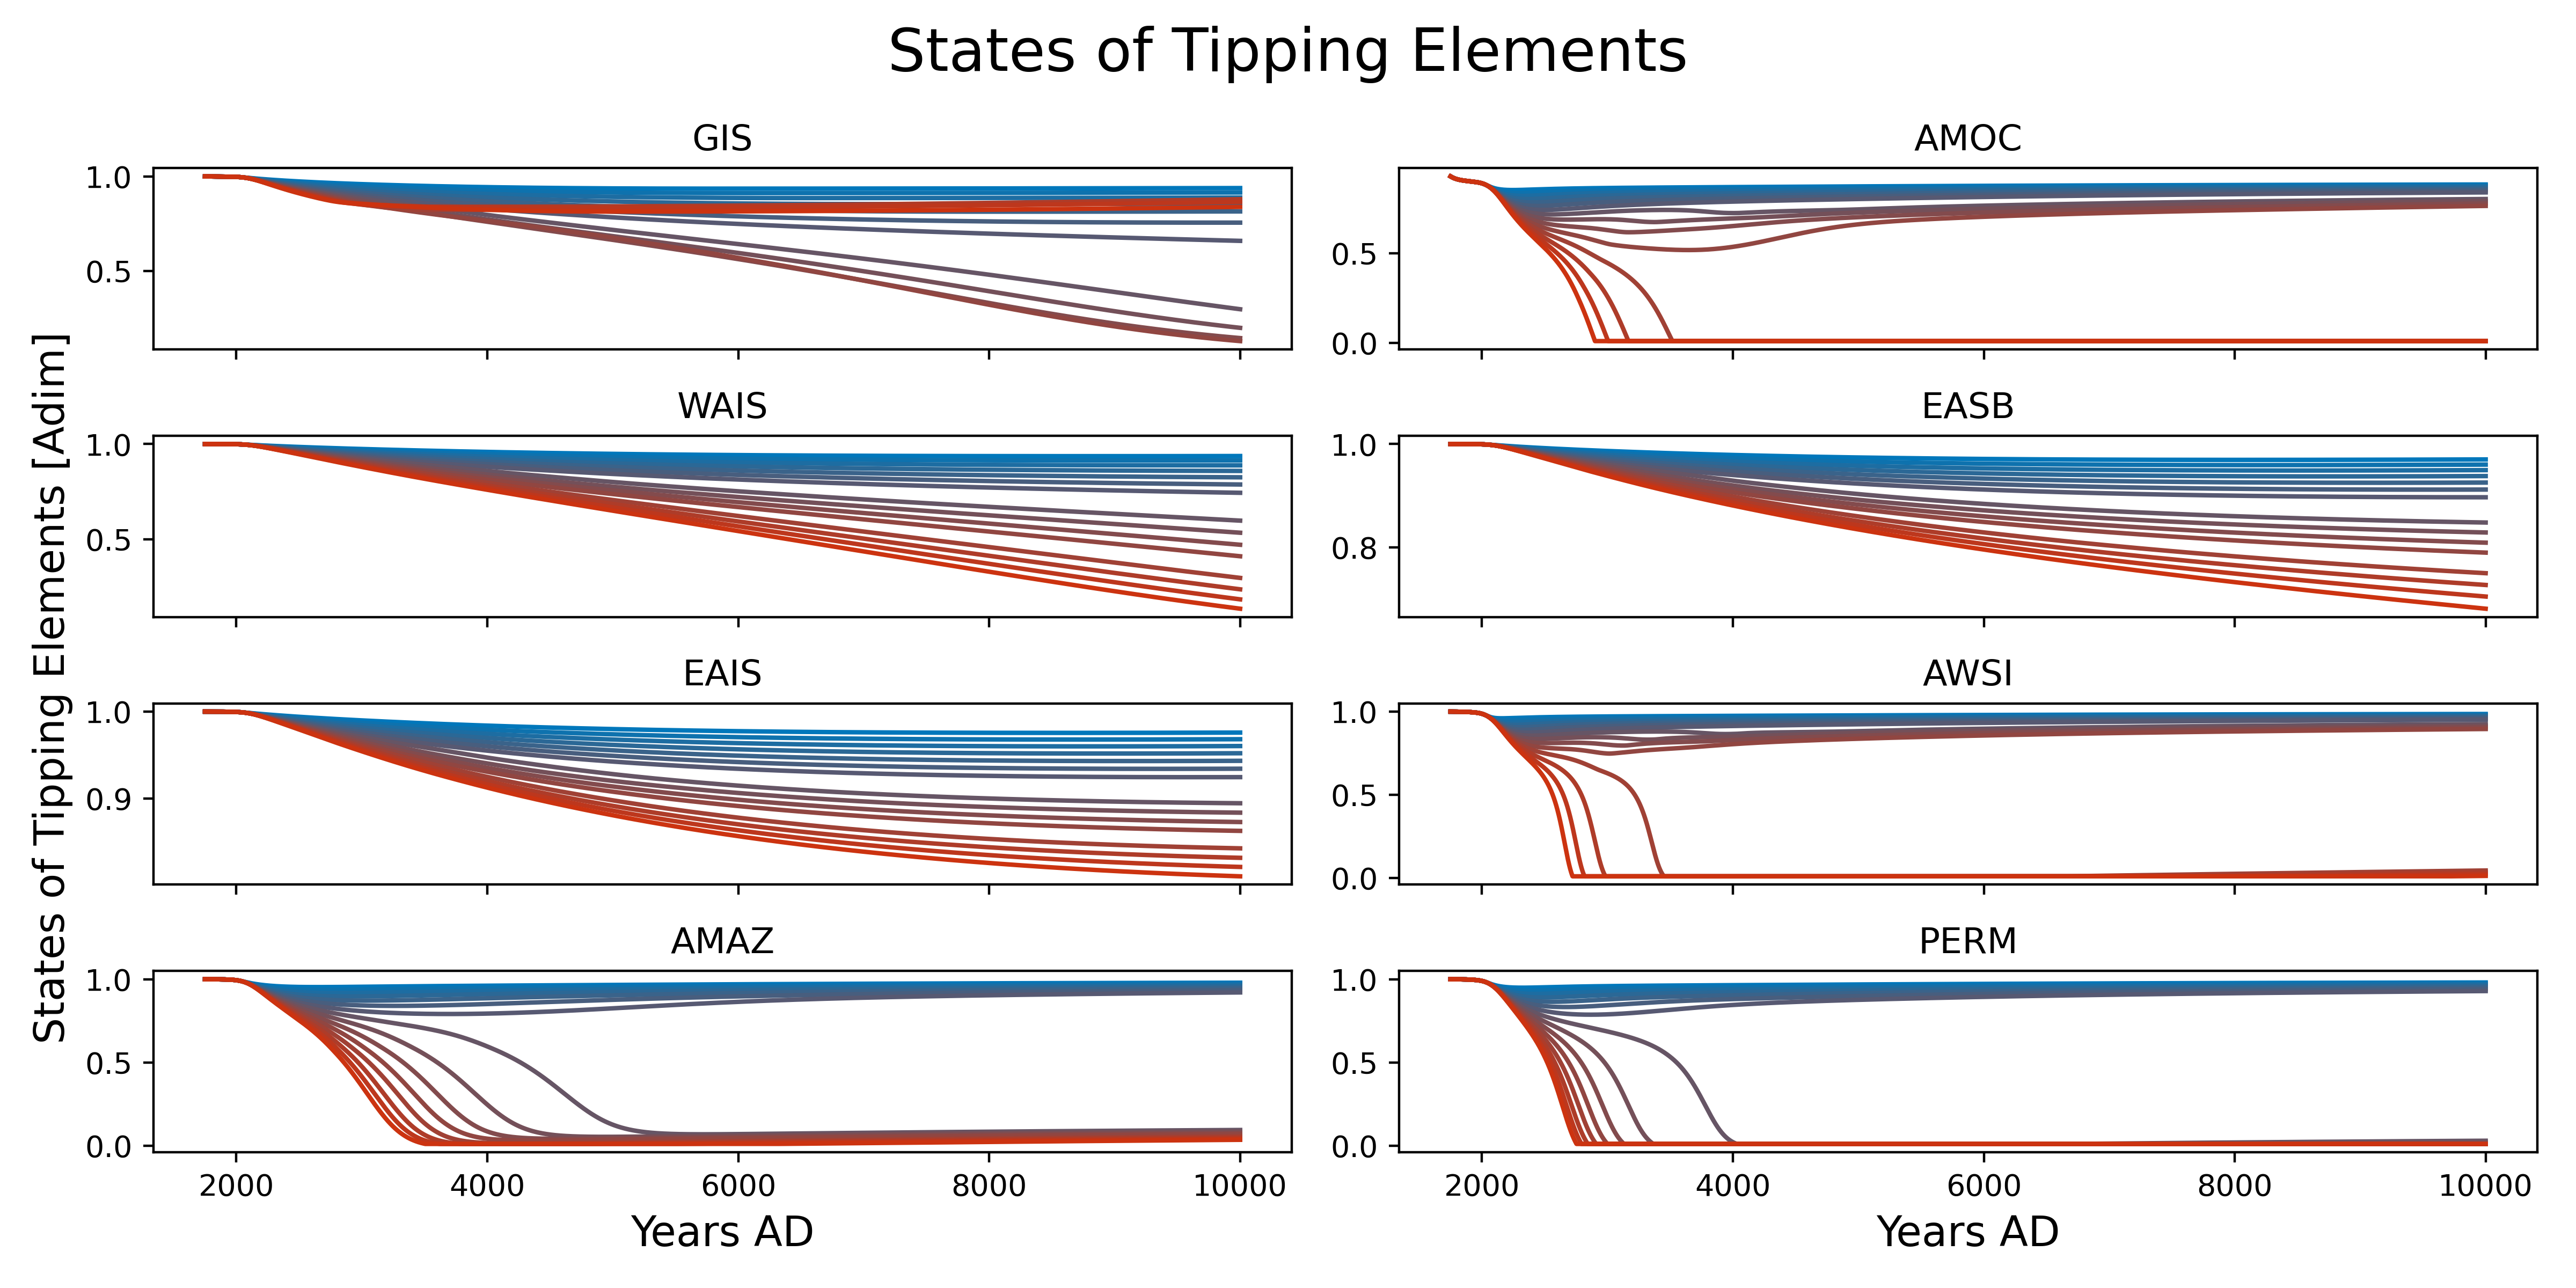 States of Tipping Elements
GIS
AMOC
1.0
0.5
0.5
0.0
WAIS
EASB
1.0
0.5
1.0
0.8
EAIS
AWSI
1.0
0.9
1.0
0.5
0.0
AMAZ
PERM
1.0
0.5
0.0
1.0
0.5
0.0
2000 4000 6000 8000 10000
2000 4000 6000 8000 10000
Years AD
Years AD
States of Tipping Elements [Adim]